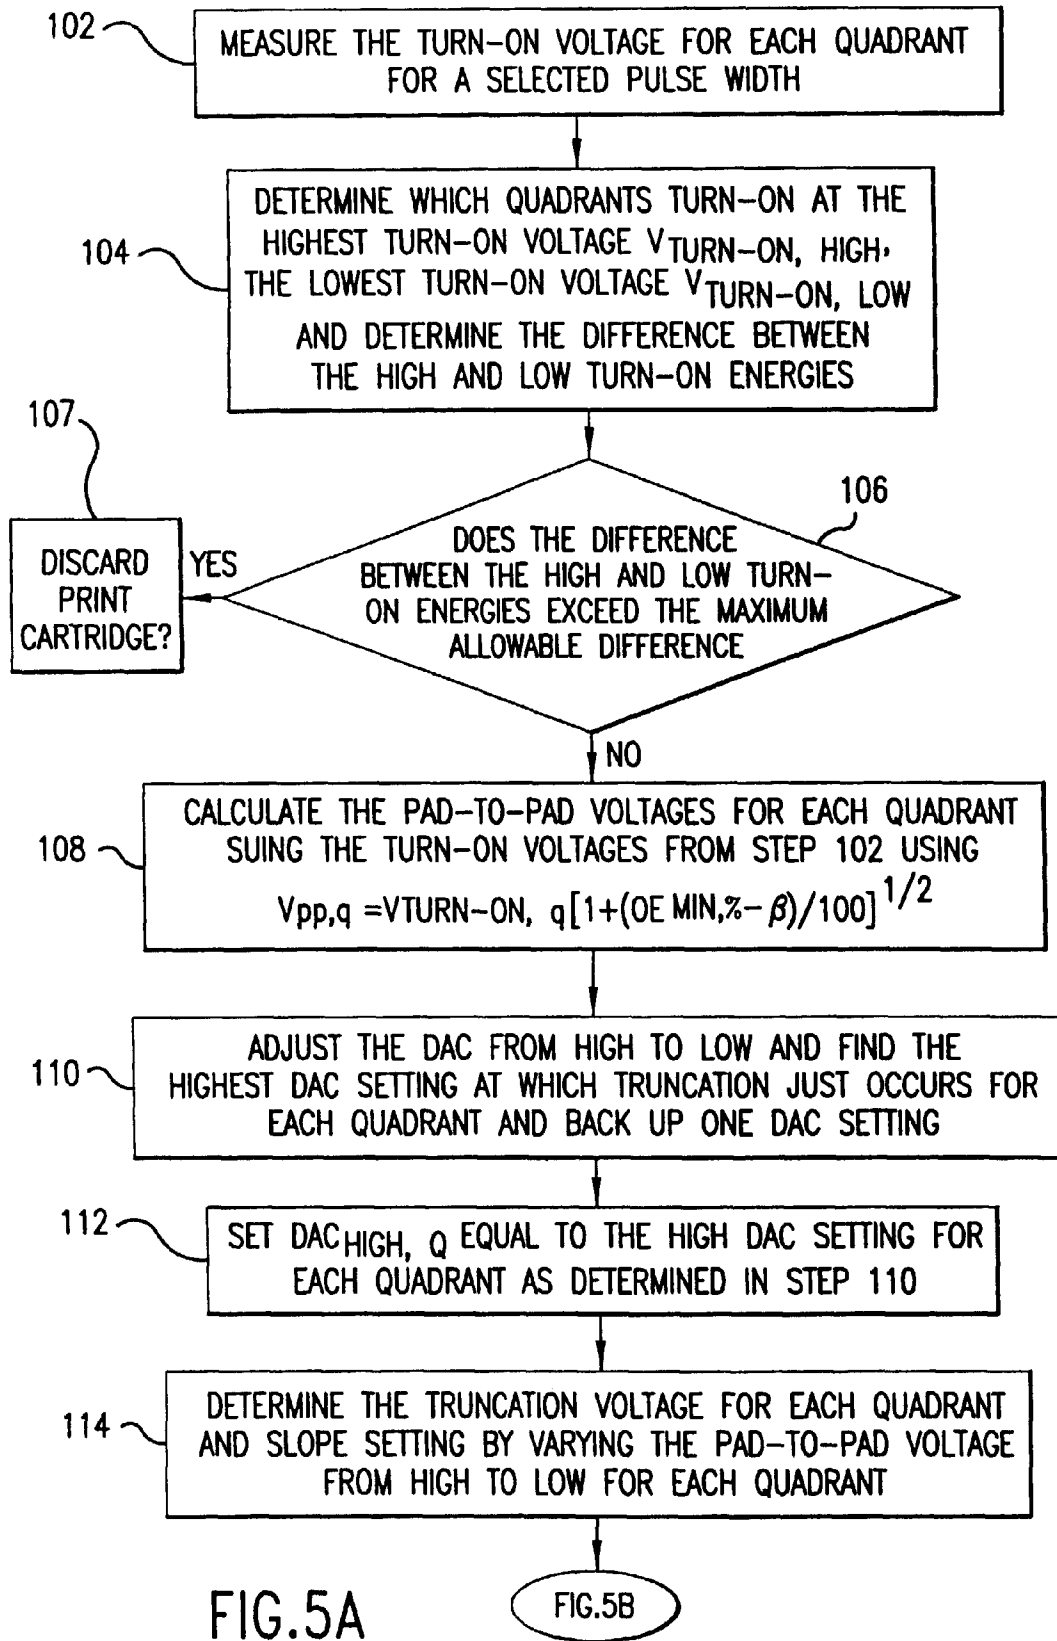 102
MEASURE THE TURN-ON VOLTAGE FOR EACH QUADRANT
FOR A SELECTED PULSE WIDTH
104
DETERMINE WHICH QUADRANTS TURN-ON AT THE
HIGHEST TURN-ON VOLTAGE VTURN-ON, HIGH,
THE LOWEST TURN-ON VOLTAGE VTURN-ON, LOW
AND DETERMINE THE DIFFERENCE BETWEEN
THE HIGH AND LOW TURN-ON ENERGIES
107
DISCARD
PRINT
CARTRIDGE?
YES
106
DOES THE DIFFERENCE
BETWEEN THE HIGH AND LOW TURN-
ON ENERGIES EXCEED THE MAXIMUM
ALLOWABLE DIFFERENCE
NO
108
CALCULATE THE PAD-TO-PAD VOLTAGES FOR EACH QUADRANT
SUING THE TURN-ON VOLTAGES FROM STEP 102 USING
Vpp,q =VTURN-ON, q[1+(OE MIN,%-β)/100]^1/2
110
ADJUST THE DAC FROM HIGH TO LOW AND FIND THE
HIGHEST DAC SETTING AT WHICH TRUNCATION JUST OCCURS FOR
EACH QUADRANT AND BACK UP ONE DAC SETTING
112
SET DACHIGH, Q EQUAL TO THE HIGH DAC SETTING FOR
EACH QUADRANT AS DETERMINED IN STEP 110
114
DETERMINE THE TRUNCATION VOLTAGE FOR EACH QUADRANT
AND SLOPE SETTING BY VARYING THE PAD-TO-PAD VOLTAGE
FROM HIGH TO LOW FOR EACH QUADRANT
FIG.5A
FIG.5B